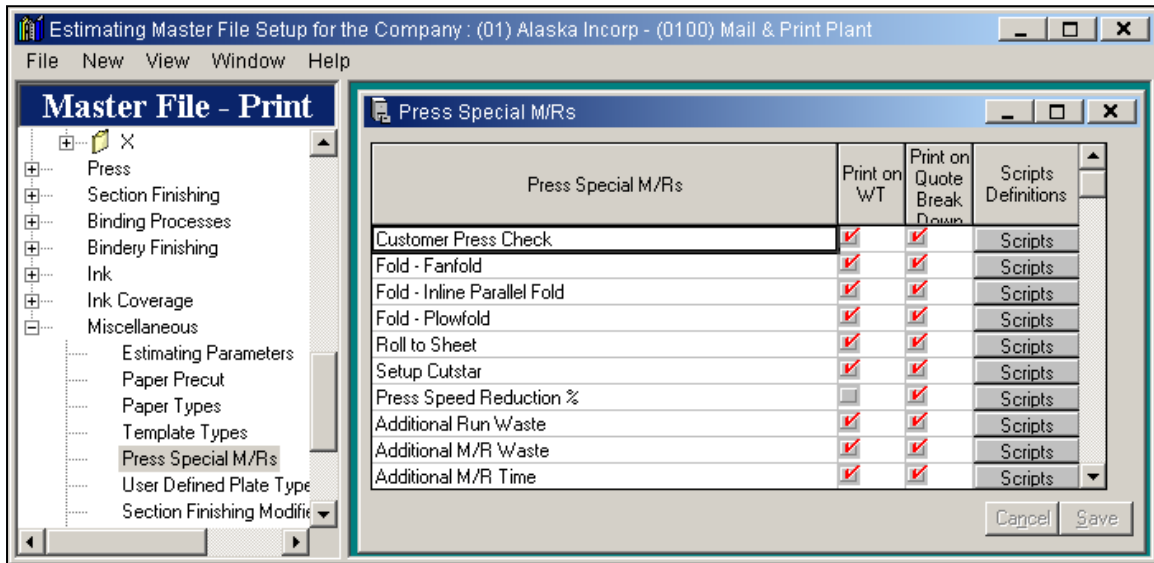 Estimating Master File Setup for the Company : (01) Alaska Incorp - (0100) Mail & Print Plant
File New View Window Help
Master File - Print
X
Press
Section Finishing
Binding Processes
Bindery Finishing
Ink
Ink Coverage
Miscellaneous
Estimating Parameters
Paper Precut
Paper Types
Template Types
Press Special M/Rs
User Defined Plate Type
Section Finishing Modifie
Press Special M/Rs
Press Special M/Rs
Print on
WT
Print on
Quote
Break
Down
Scripts
Definitions
Customer Press Check Scripts
Fold - Fanfold Scripts
Fold - Inline Parallel Fold Scripts
Fold - Plowfold Scripts
Roll to Sheet Scripts
Setup Cutstar Scripts
Press Speed Reduction % Scripts
Additional Run Waste Scripts
Additional M/R Waste Scripts
Additional M/R Time Scripts
Cancel Save